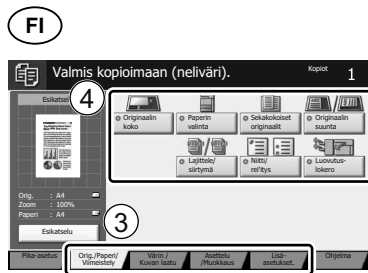 FI
Valmis kopioimaan (neliväri).
Kopiot 1
Esikatselu
4
Originaalin koko
Paperin valinta
Sekakokoiset originaalit
Originaalin suunta
Lajittele/ siirtymä
Niitti/ rei'itys
Luovutus-lokero
Orig. : A4
Zoom : 100%
Paperi : A4
Esikatselu
3
Pika-asetus
Orig./Paperi/ Viimeistely
Värin / Kuvan laatu
Asettelu /Muokkaus
Lisä-asetukset.
Ohjelma